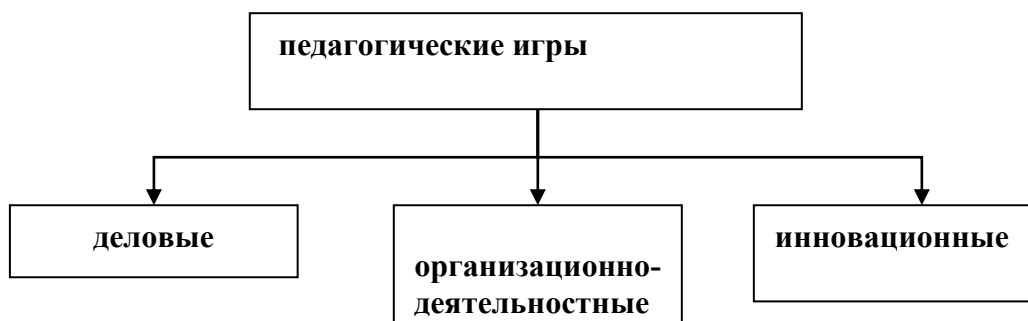 педагогические игры
деловые
организационно-
деятельностные
инновационные